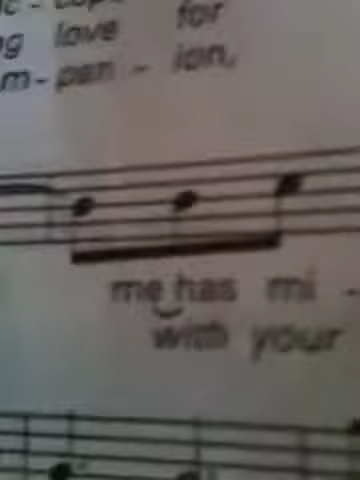 for
love
m-pan - ion,
me has mi -
with your